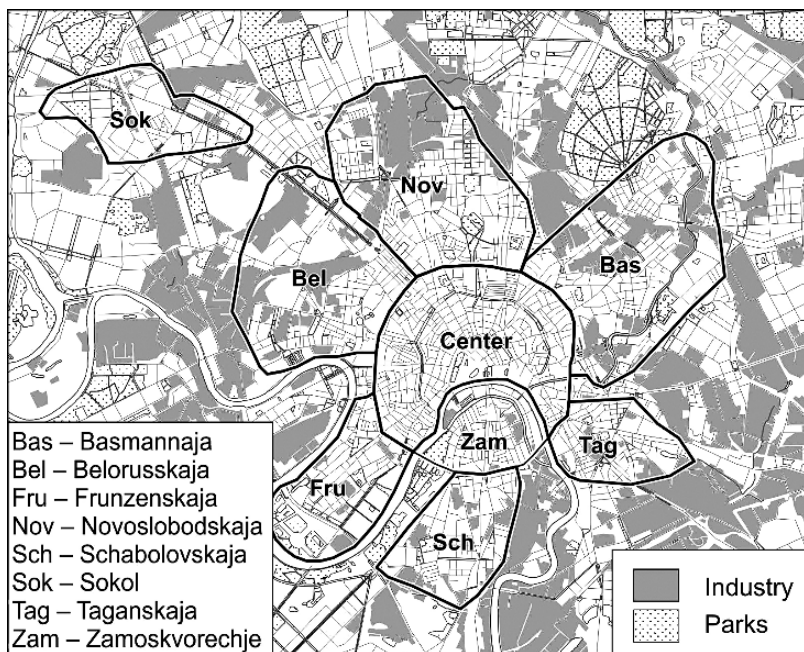 Sok
Nov
Bas
Bel
Center
Zam
Tag
Fru
Sch
Bas – Basmannaja
Bel – Belorusskaja
Fru – Frunzenskaja
Nov – Novoslobodskaja
Sch – Schabolovskaja
Sok – Sokol
Tag – Taganskaja
Zam – Zamoskvorechje
Industry
Parks